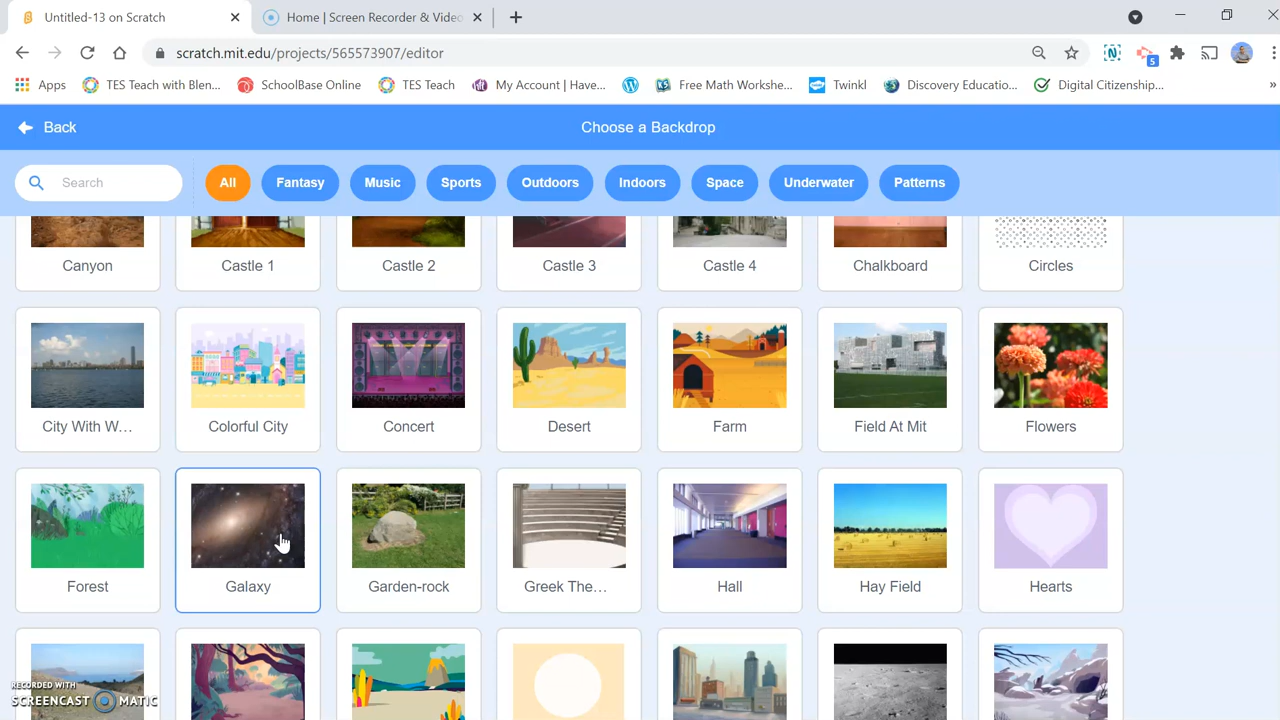 Untitled-13 on Scratch
Home | Screen Recorder & Video
scratch.mit.edu/projects/565573907/editor
5
Apps
TES Teach with Blen...
SchoolBase Online
TES Teach
My Account | Have...
Free Math Workshe...
Twinkl
Discovery Educatio...
Digital Citizenship...
»
Back
Choose a Backdrop
Search
All
Fantasy
Music
Sports
Outdoors
Indoors
Space
Underwater
Patterns
Canyon
Castle 1
Castle 2
Castle 3
Castle 4
Chalkboard
Circles
City With W...
Colorful City
Concert
Desert
Farm
Field At Mit
Flowers
Forest
Galaxy
Garden-rock
Greek The...
Hall
Hay Field
Hearts
RECORDED WITH
SCREENCAST MATIC